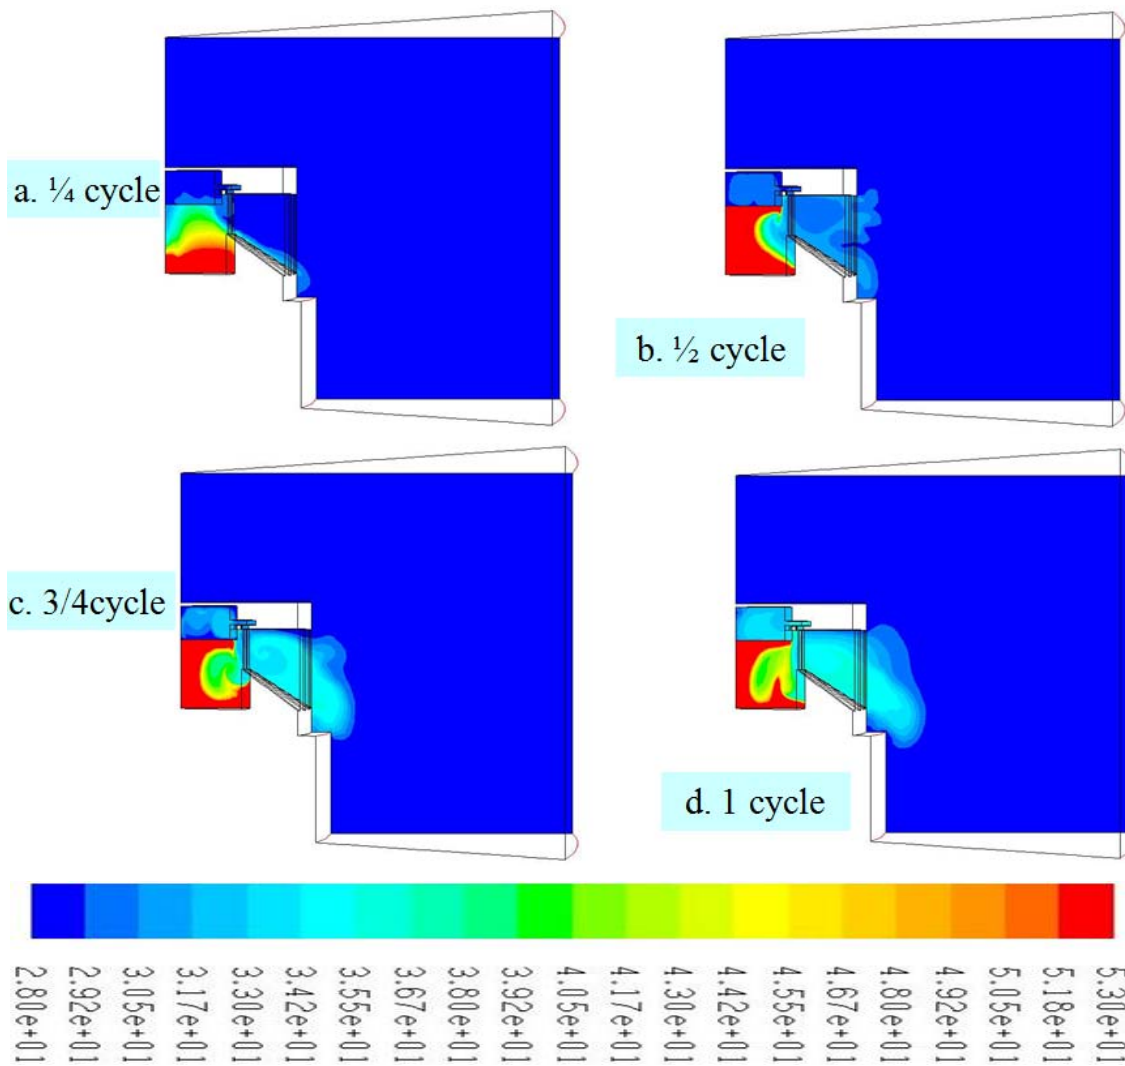 a. ¼ cycle
b. ½ cycle
c. 3/4cycle
d. 1 cycle
2.80e+01
2.92e+01
3.05e+01
3.17e+01
3.30e+01
3.42e+01
3.55e+01
3.67e+01
3.80e+01
3.92e+01
4.05e+01
4.17e+01
4.30e+01
4.42e+01
4.55e+01
4.67e+01
4.80e+01
4.92e+01
5.05e+01
5.18e+01
5.30e+01